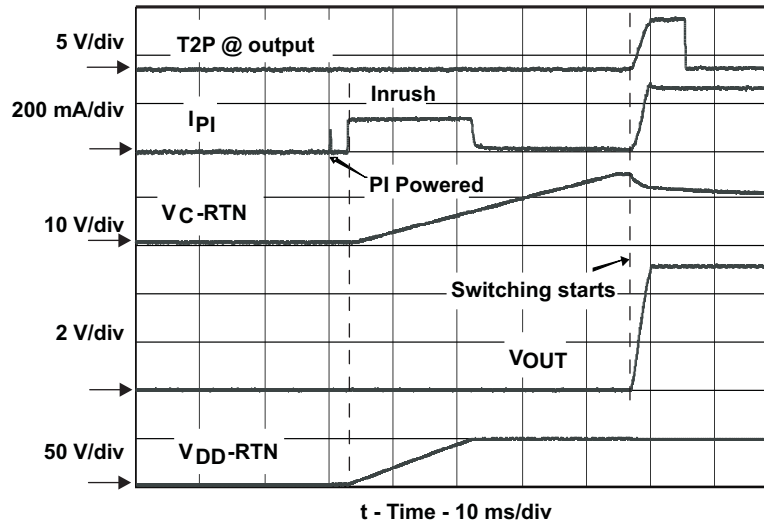 5 V/div
T2P @ output
200 mA/div
IPI
Inrush
PI Powered
10 V/div
VC-RTN
Switching starts
2 V/div
VOUT
50 V/div
VDD-RTN
t - Time - 10 ms/div